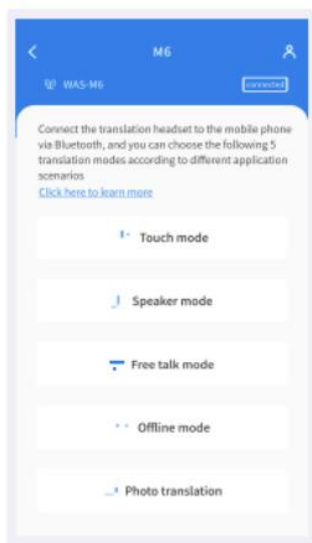 M6
WAS-M6
connected
Connect the translation headset to the mobile phone
via Bluetooth, and you can choose the following 5
translation modes according to different application
scenarios
Click here to learn more
Touch mode
Speaker mode
Free talk mode
Offline mode
Photo translation